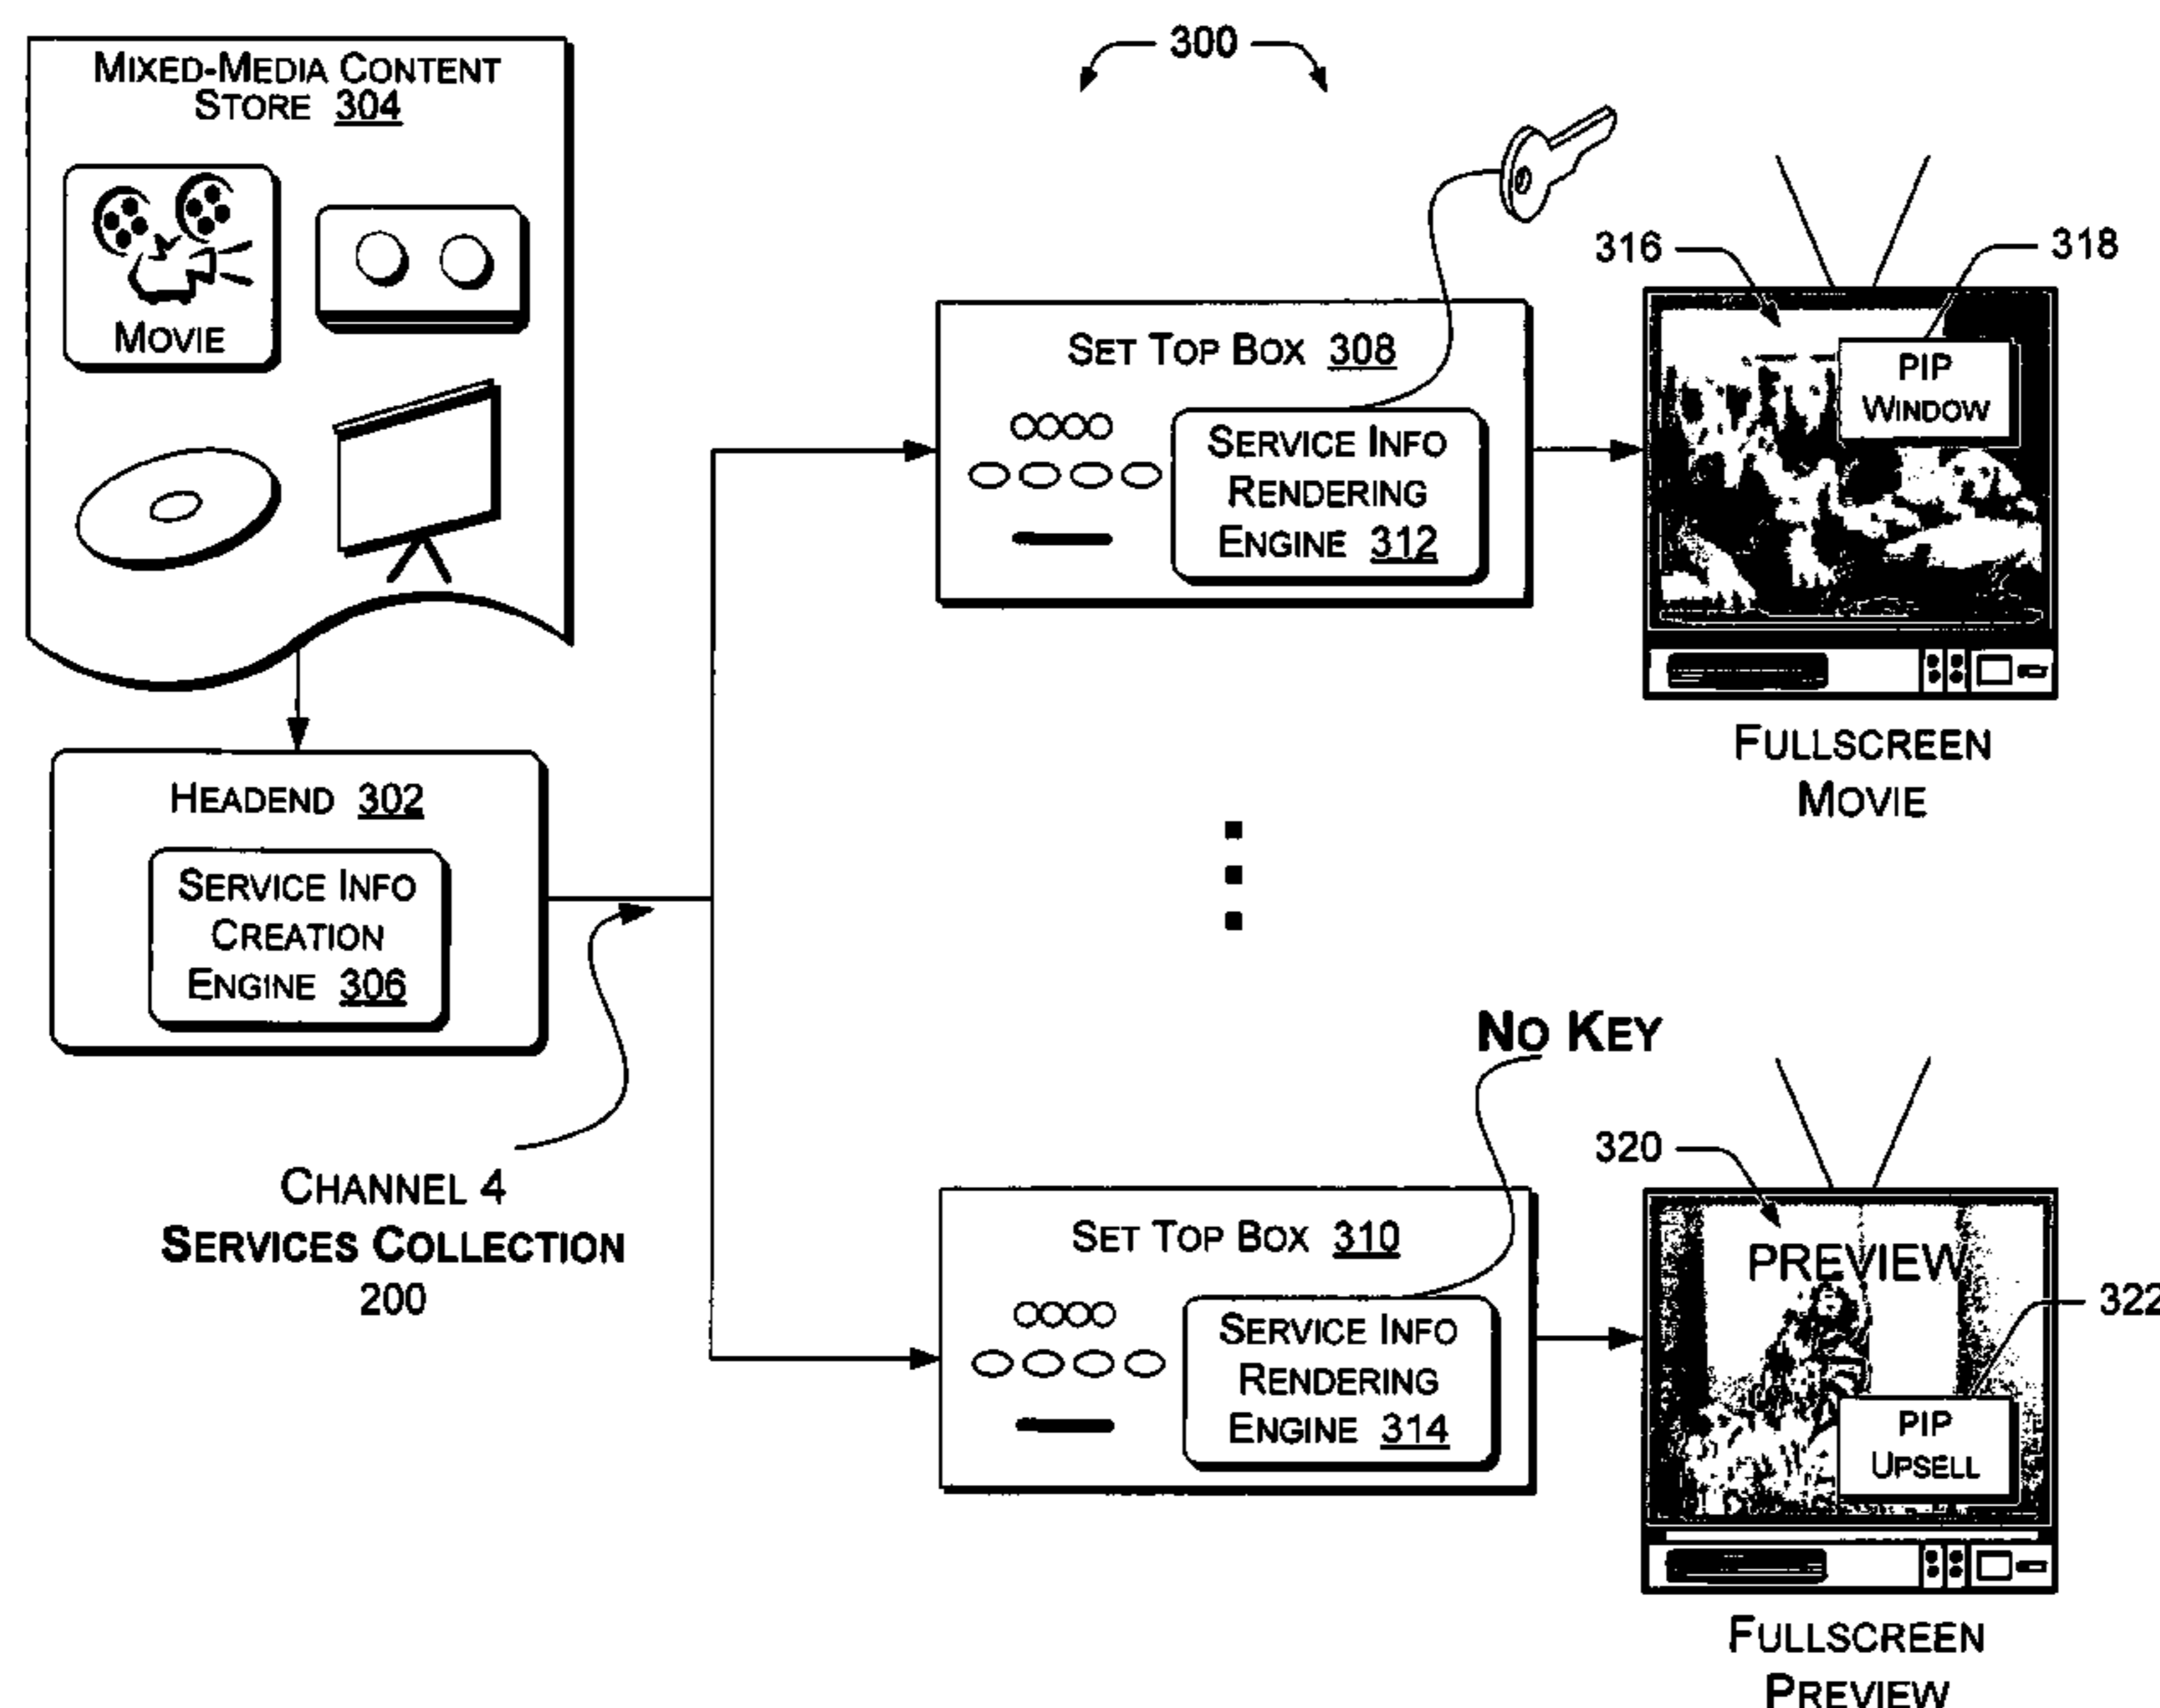 300
MIXED-MEDIA CONTENT
STORE 304
MOVIE
316
318
SET TOP BOX 308
SERVICE INFO
RENDERING
ENGINE 312
PIP
WINDOW
FULLSCREEN
MOVIE
HEADEND 302
SERVICE INFO
CREATION
ENGINE 306
CHANNEL 4
SERVICES COLLECTION
200
NO KEY
320
322
SET TOP BOX 310
SERVICE INFO
RENDERING
ENGINE 314
PREVIEW
PIP
UPSELL
FULLSCREEN
PREVIEW